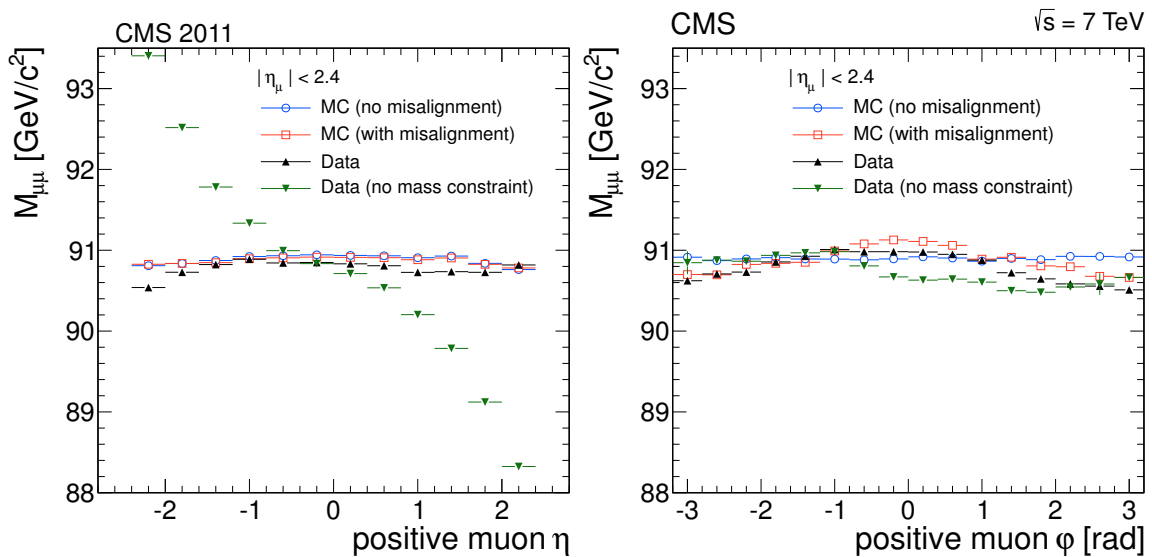 CMS 2011
M_μμ [GeV/c²]
93
92
91
90
89
88
| η_μ | < 2.4
MC (no misalignment)
MC (with misalignment)
Data
Data (no mass constraint)
-2 -1 0 1 2
positive muon η
CMS √s = 7 TeV
M_μμ [GeV/c²]
93
92
91
90
89
88
| η_μ | < 2.4
MC (no misalignment)
MC (with misalignment)
Data
Data (no mass constraint)
-3 -2 -1 0 1 2 3
positive muon φ [rad]